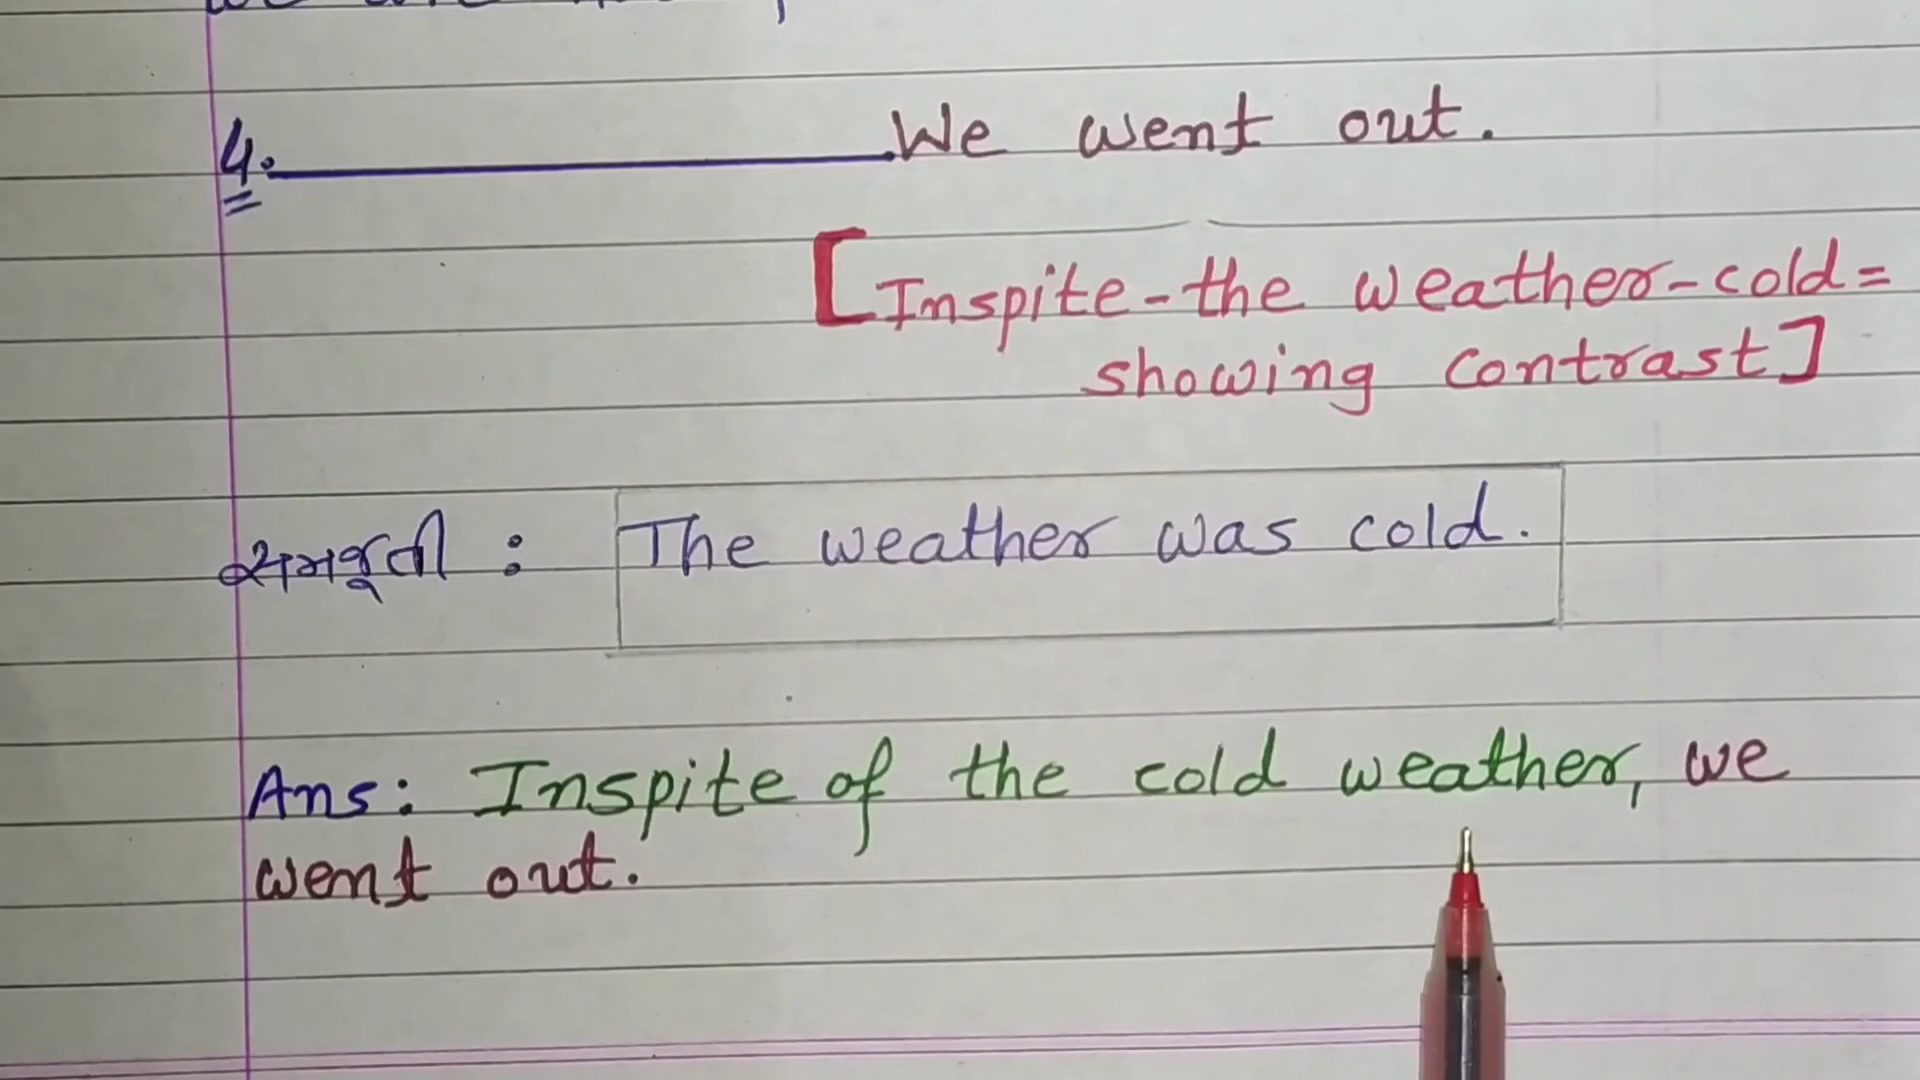 4. We went out.
[Inspite-the weather-cold=
showing contrast]
समझूती : The weather was cold.
Ans: Inspite of the cold weather, we
went out.